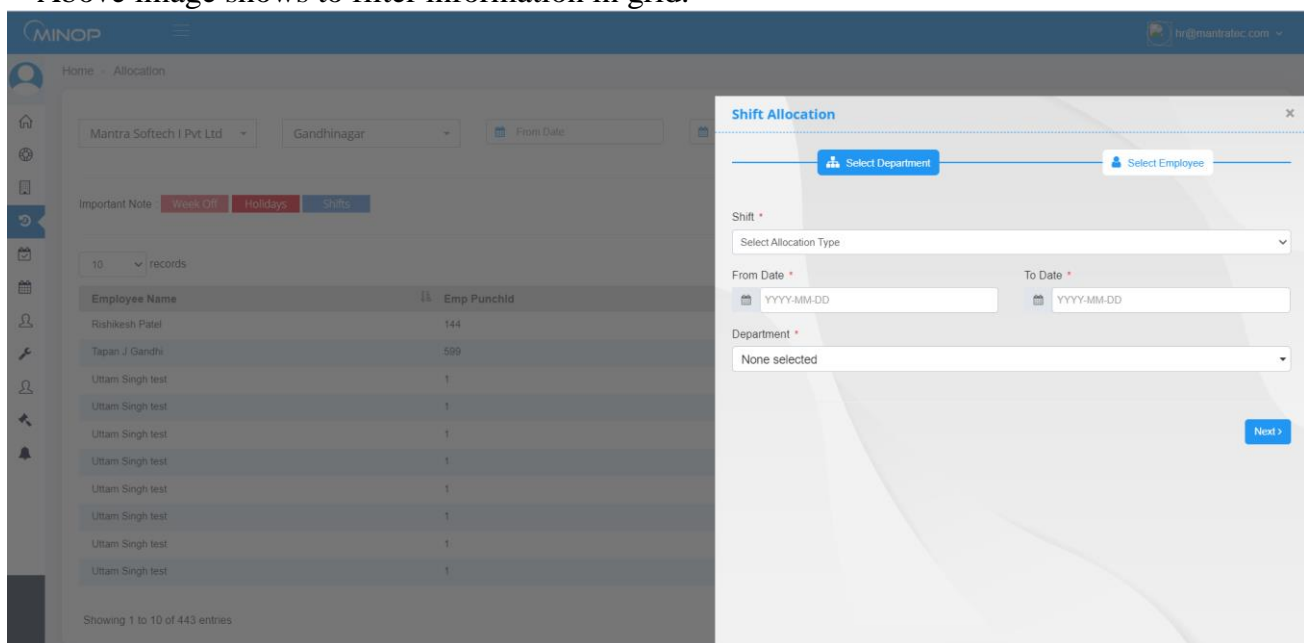 Above image shows to filter information in grid.
MINOP
hr@mantratec.com
Home - Allocation
Mantra Softech I Pvt Ltd
Gandhinagar
From Date
Important Note : Week Off Holidays Shifts
10 records
Employee Name Emp PunchId
Rishikesh Patel 144
Tapan J Gandhi 599
Uttam Singh test 1
Uttam Singh test 1
Uttam Singh test 1
Uttam Singh test 1
Uttam Singh test 1
Uttam Singh test 1
Uttam Singh test 1
Uttam Singh test 1
Showing 1 to 10 of 443 entries
Shift Allocation ×
Select Department Select Employee
Shift *
Select Allocation Type
From Date * To Date *
YYYY-MM-DD YYYY-MM-DD
Department *
None selected
Next ›